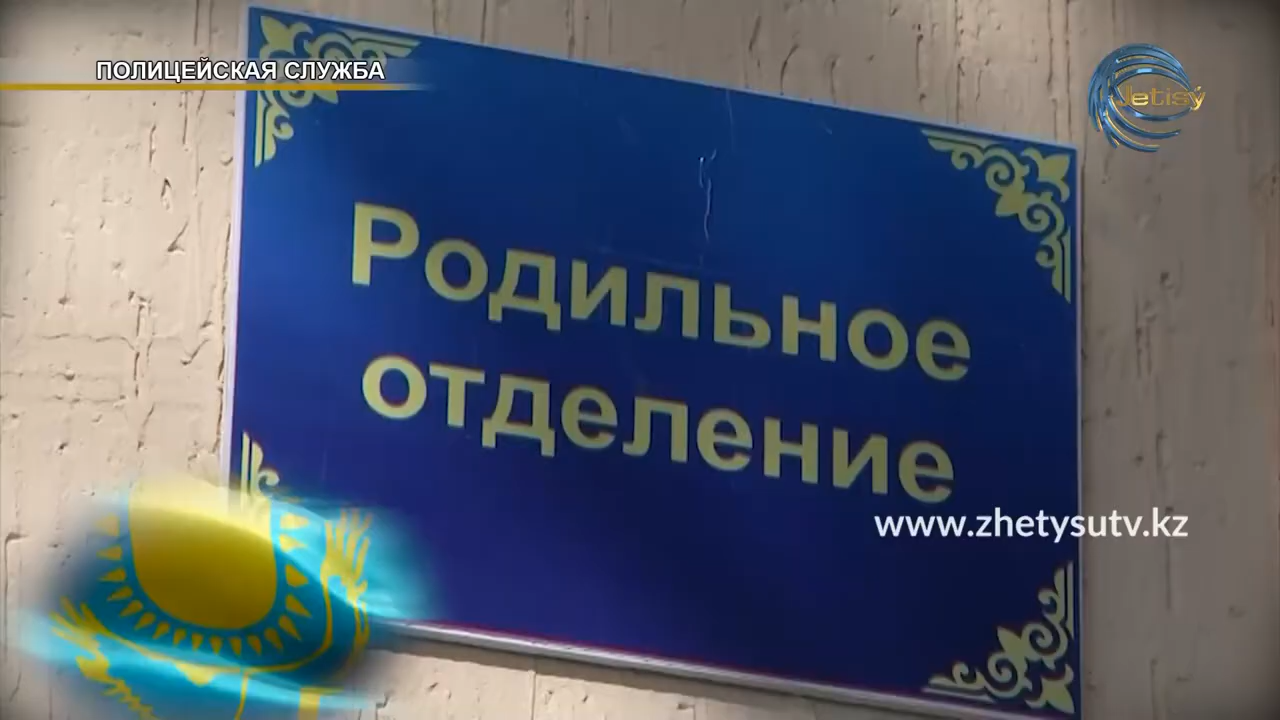 ПОЛИЦЕЙСКАЯ СЛУЖБА
Jetisý
Родильное
отделение
www.zhetysutv.kz